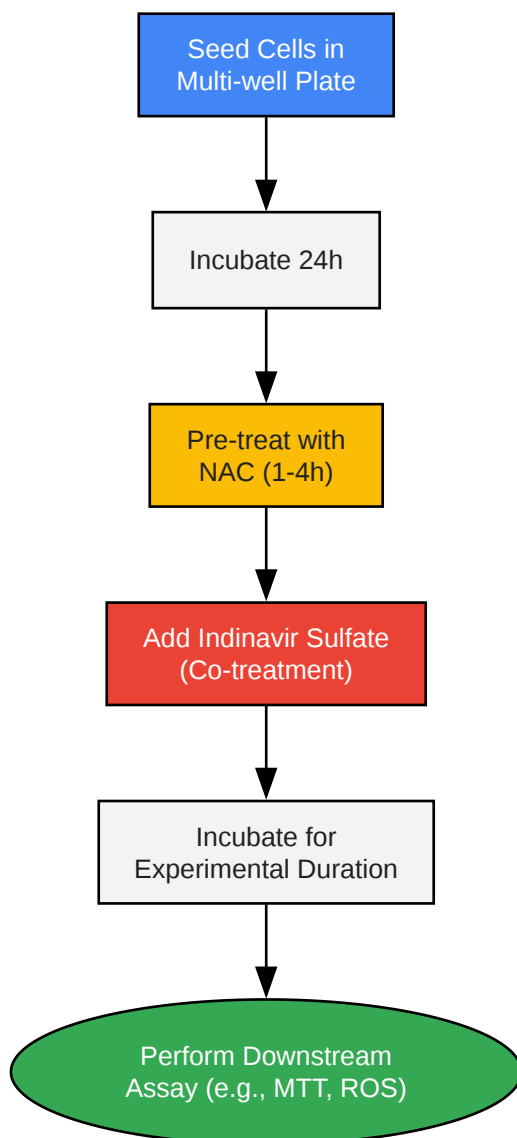 Seed Cells in
Multi-well Plate
Incubate 24h
Pre-treat with
NAC (1-4h)
Add Indinavir Sulfate
(Co-treatment)
Incubate for
Experimental Duration
Perform Downstream
Assay (e.g., MTT, ROS)